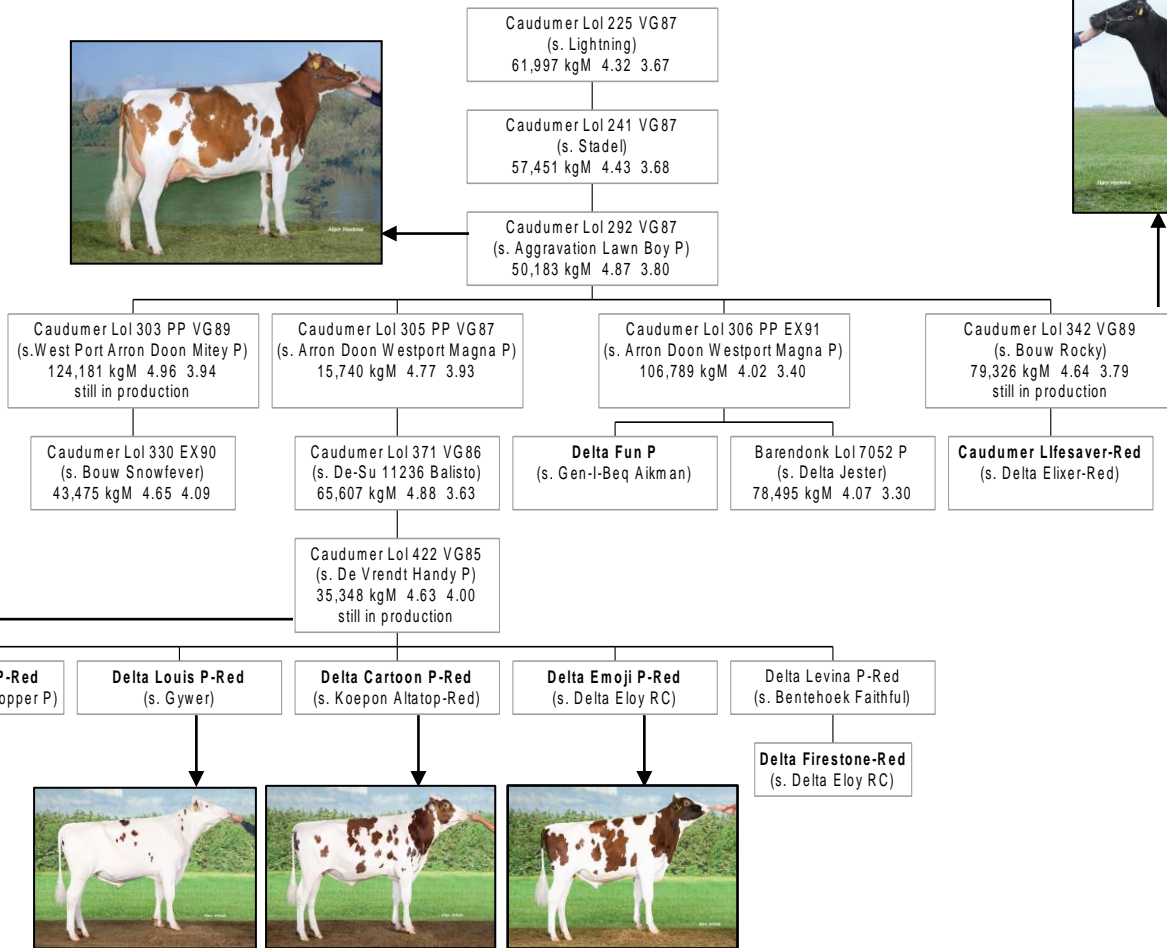 Caudumer Lol 225 VG87
(s. Lightning)
61,997 kgM 4.32 3.67
Caudumer Lol 241 VG87
(s. Stadel)
57,451 kgM 4.43 3.68
Caudumer Lol 292 VG87
(s. Aggravation Lawn Boy P)
50,183 kgM 4.87 3.80
Caudumer Lol 303 PP VG89
(s.West Port Arron Doon Mitey P)
124,181 kgM 4.96 3.94
still in production
Caudumer Lol 305 PP VG87
(s. Arron Doon Westport Magna P)
15,740 kgM 4.77 3.93
Caudumer Lol 306 PP EX91
(s. Arron Doon Westport Magna P)
106,789 kgM 4.02 3.40
Caudumer Lol 342 VG89
(s. Bouw Rocky)
79,326 kgM 4.64 3.79
still in production
Caudumer Lol 330 EX90
(s. Bouw Snowfever)
43,475 kgM 4.65 4.09
Caudumer Lol 371 VG86
(s. De-Su 11236 Balisto)
65,607 kgM 4.88 3.63
Delta Fun P
(s. Gen-I-Beq Aikman)
Barendonk Lol 7052 P
(s. Delta Jester)
78,495 kgM 4.07 3.30
Caudumer LIfesaver-Red
(s. Delta Elixer-Red)
Caudumer Lol 422 VG85
(s. De Vrendt Handy P)
35,348 kgM 4.63 4.00
still in production
P-Red
opper P)
Delta Louis P-Red
(s. Gywer)
Delta Cartoon P-Red
(s. Koepon Altatop-Red)
Delta Emoji P-Red
(s. Delta Eloy RC)
Delta Levina P-Red
(s. Bentehoek Faithful)
Delta Firestone-Red
(s. Delta Eloy RC)